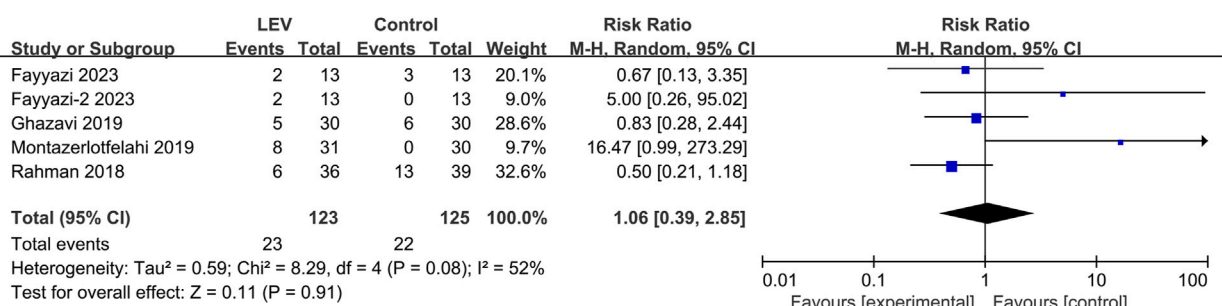 LEV Control Risk Ratio Risk Ratio
Study or Subgroup Events Total Events Total Weight M-H, Random, 95% CI M-H, Random, 95% CI
Fayyazi 2023 2 13 3 13 20.1% 0.67 [0.13, 3.35]
Fayyazi-2 2023 2 13 0 13 9.0% 5.00 [0.26, 95.02]
Ghazavi 2019 5 30 6 30 28.6% 0.83 [0.28, 2.44]
Montazerlotfelahi 2019 8 31 0 30 9.7% 16.47 [0.99, 273.29]
Rahman 2018 6 36 13 39 32.6% 0.50 [0.21, 1.18]
Total (95% CI) 123 125 100.0% 1.06 [0.39, 2.85]
Total events 23 22
Heterogeneity: Tau² = 0.59; Chi² = 8.29, df = 4 (P = 0.08); I² = 52%
Test for overall effect: Z = 0.11 (P = 0.91)
0.01 0.1 1 10 100
Favours [experimental] Favours [control]